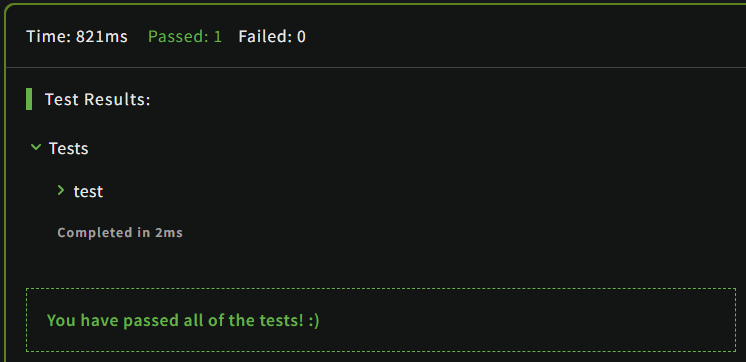 Time: 821ms Passed: 1 Failed: 0
Test Results:
Tests
test
Completed in 2ms
You have passed all of the tests! :)